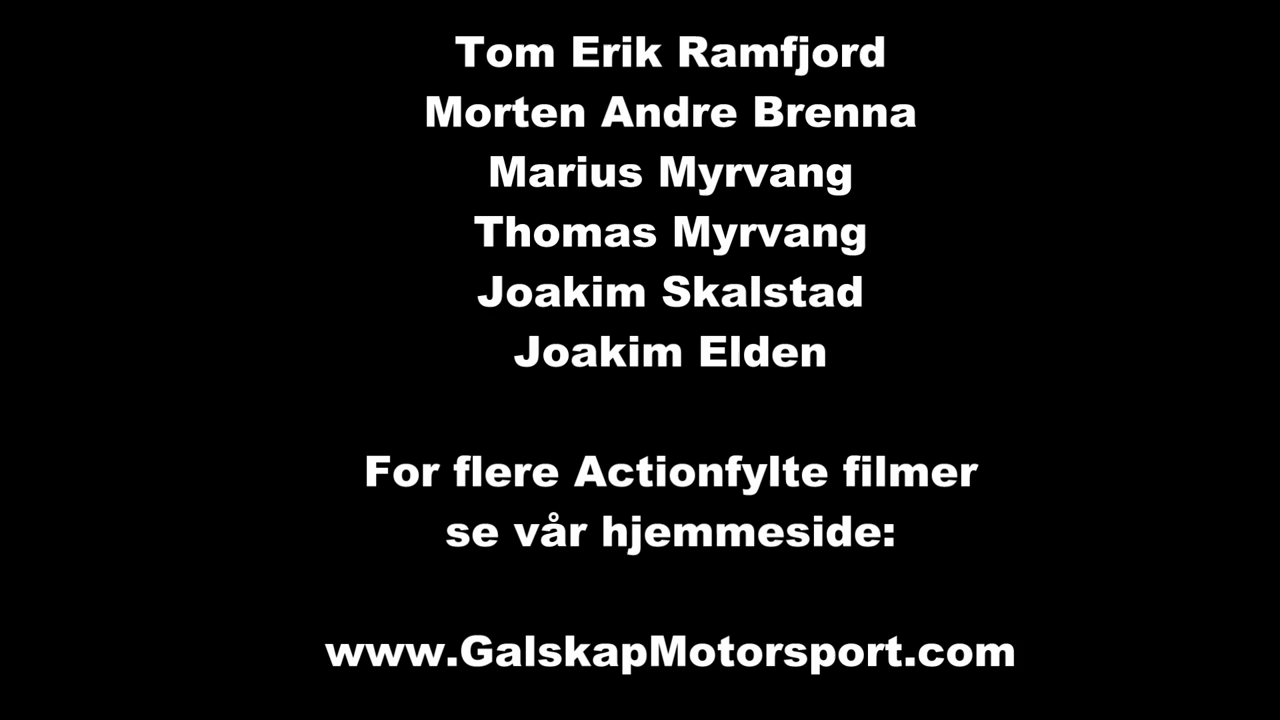 Tom Erik Ramfjord
Morten Andre Brenna
Marius Myrvang
Thomas Myrvang
Joakim Skalstad
Joakim Elden
For flere Actionfylte filmer
se vår hjemmeside:
www.GalskapMotorsport.com